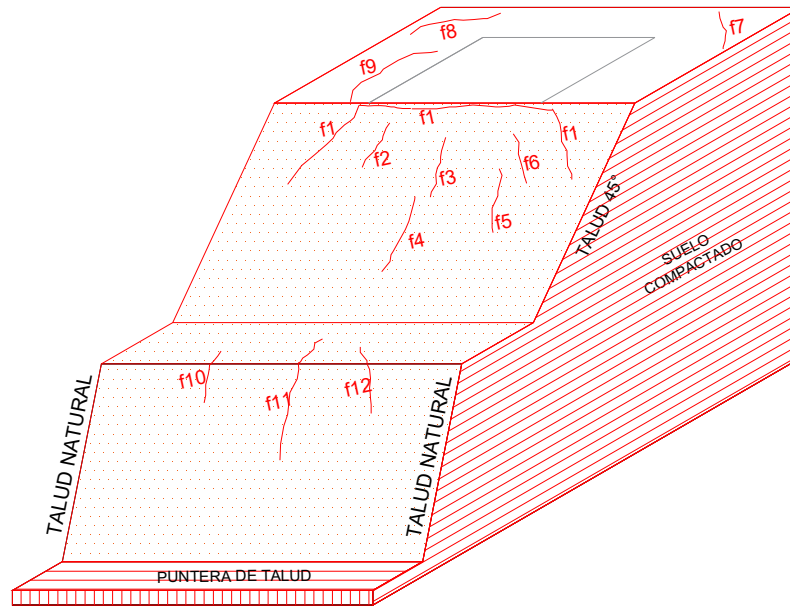 f8
f7
f9
f1
f1
f1
f2
f6
f3
f5
f4
TALUD 45°
SUELO
COMPACTADO
f10
f11
f12
TALUD NATURAL
TALUD NATURAL
PUNTERA DE TALUD